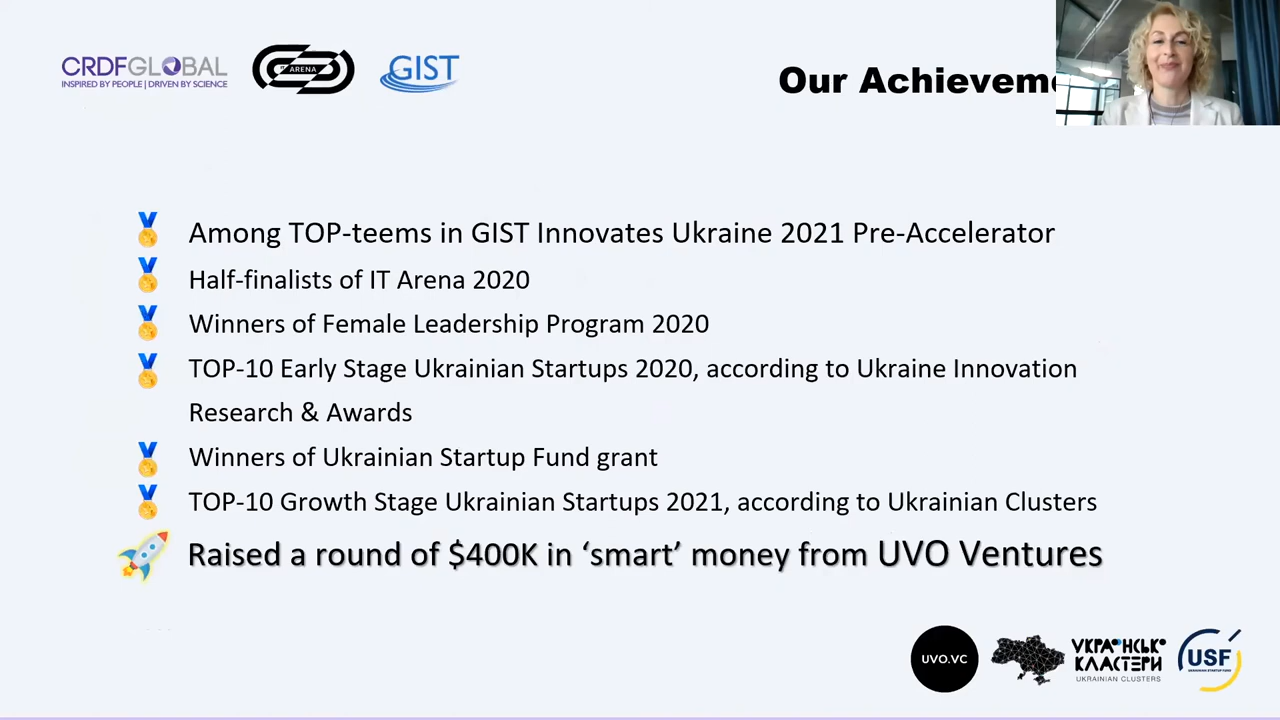 CRDFGLOBAL
INSPIRED BY PEOPLE | DRIVEN BY SCIENCE
ARENA
GIST
Our Achieveme
Among TOP-teems in GIST Innovates Ukraine 2021 Pre-Accelerator
Half-finalists of IT Arena 2020
Winners of Female Leadership Program 2020
TOP-10 Early Stage Ukrainian Startups 2020, according to Ukraine Innovation
Research & Awards
Winners of Ukrainian Startup Fund grant
TOP-10 Growth Stage Ukrainian Startups 2021, according to Ukrainian Clusters
Raised a round of $400K in ‘smart’ money from UVO Ventures
UVO.VC
УКРАЇНСЬКІ
КЛАСТЕРИ
UKRAINIAN CLUSTERS
USF
UKRAINIAN STARTUP FUND